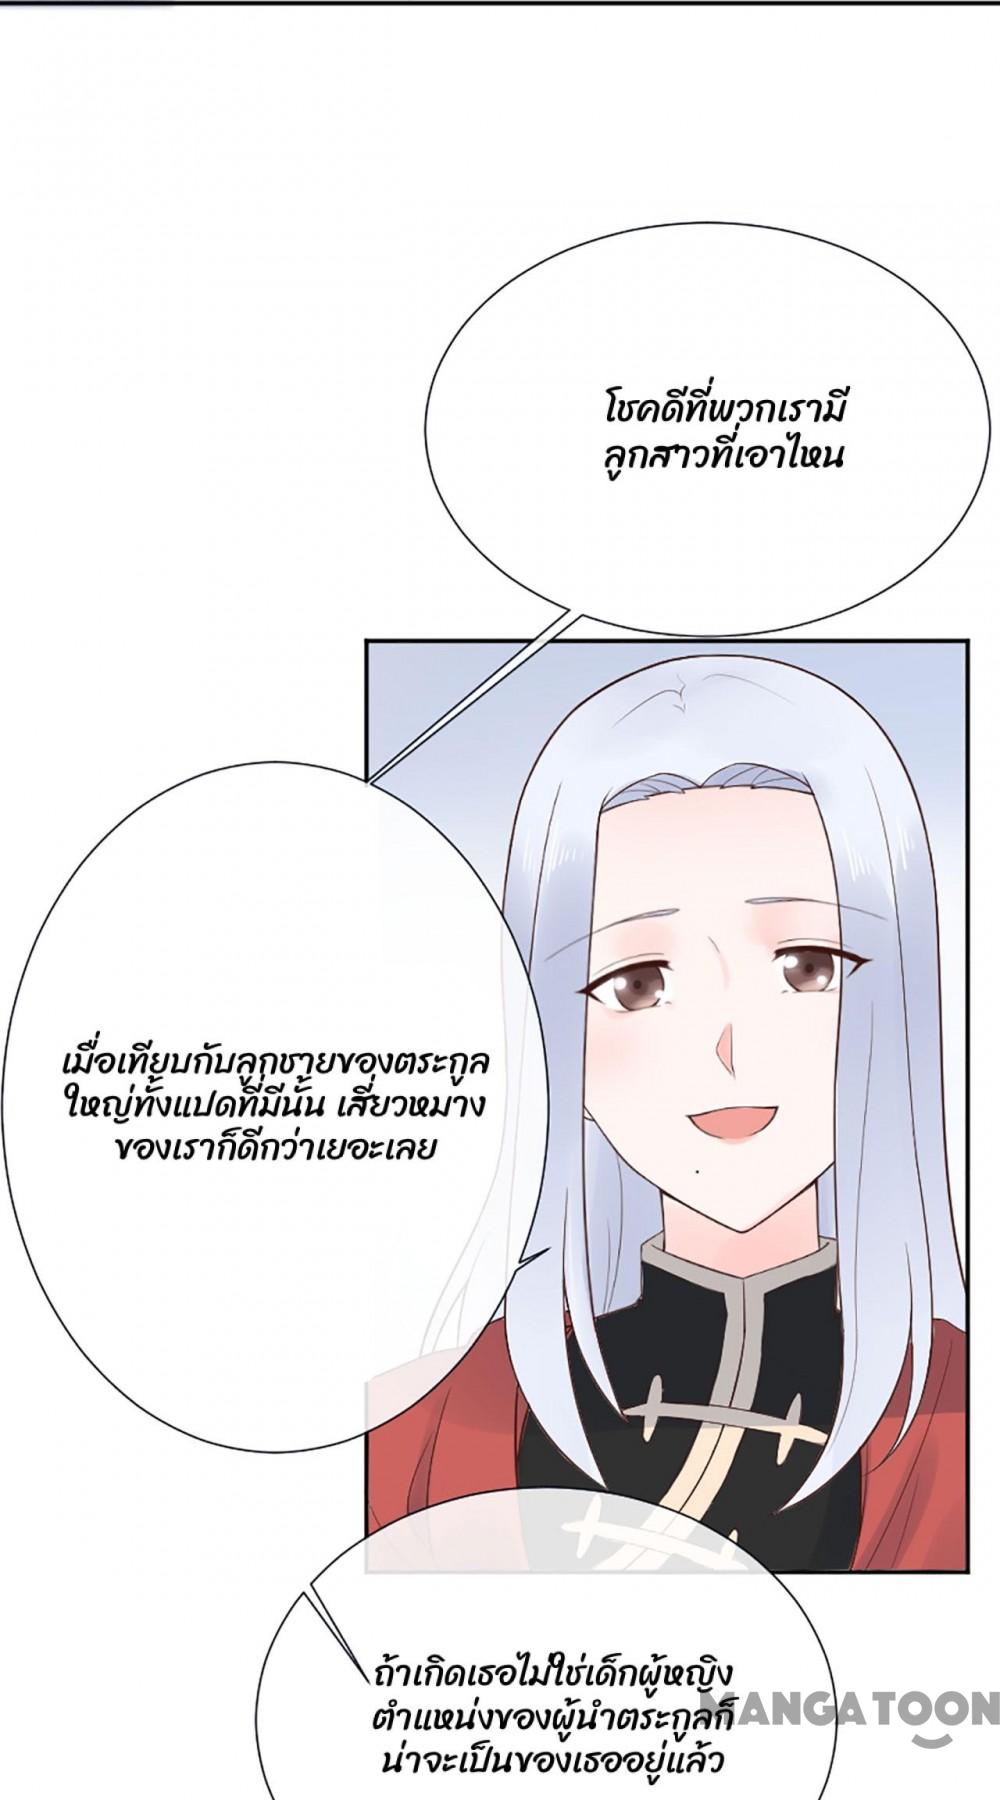 โชคดีที่พวกเรามี
ลูกสาวที่เอาไหน
เมื่อเทียบกับลูกชายของตระกูล
ใหญ่ทั้งแปดที่มีนั้น เสี่ยวหมาง
ของเราก็ดีกว่าเยอะเลย
ถ้าเกิดเธอไม่ใช่เด็กผู้หญิง
ตำแหน่งของผู้นำตระกูลก็
น่าจะเป็นของเธออยู่แล้ว
MANGATOON